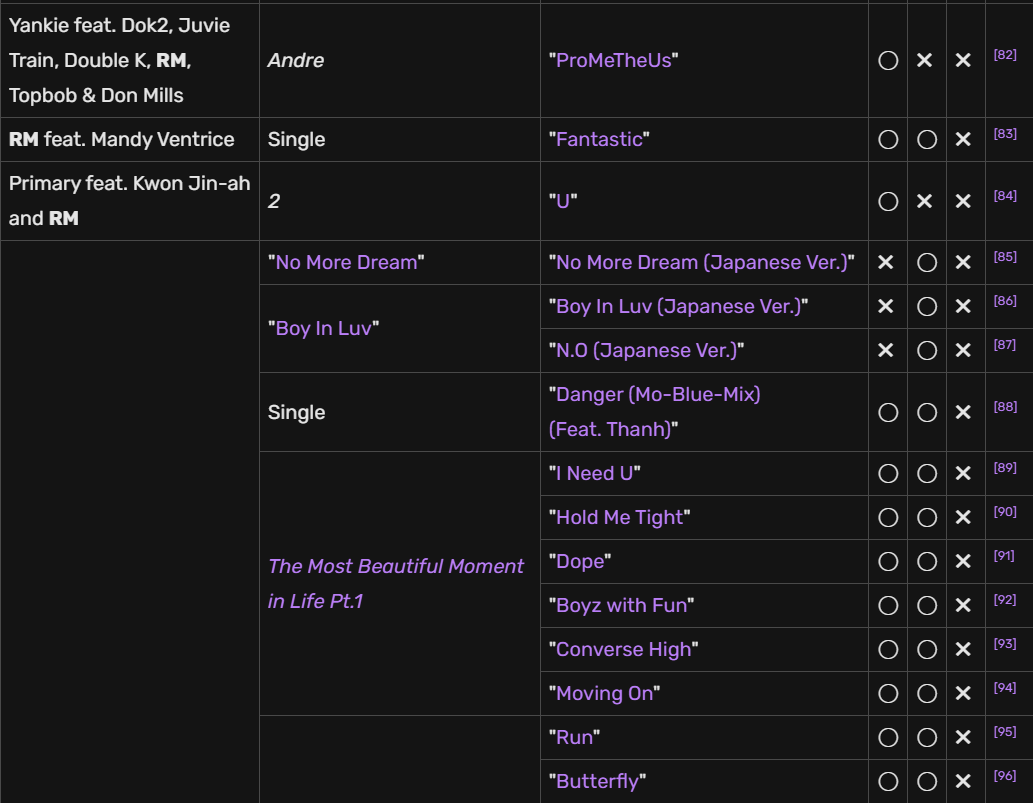 Yankie feat. Dok2, Juvie
Train, Double K, RM,
Topbob & Don Mills
Andre
"ProMeTheUs"
○ × ×
[82]
RM feat. Mandy Ventrice
Single
"Fantastic"
○ ○ ×
[83]
Primary feat. Kwon Jin-ah
and RM
2
"U"
○ × ×
[84]
"No More Dream"
"No More Dream (Japanese Ver.)"
× ○ ×
[85]
"Boy In Luv"
"Boy In Luv (Japanese Ver.)"
× ○ ×
[86]
"N.O (Japanese Ver.)"
× ○ ×
[87]
Single
"Danger (Mo-Blue-Mix)
(Feat. Thanh)"
○ ○ ×
[88]
The Most Beautiful Moment
in Life Pt.1
"I Need U"
○ ○ ×
[89]
"Hold Me Tight"
○ ○ ×
[90]
"Dope"
○ ○ ×
[91]
"Boyz with Fun"
○ ○ ×
[92]
"Converse High"
○ ○ ×
[93]
"Moving On"
○ ○ ×
[94]
"Run"
○ ○ ×
[95]
"Butterfly"
○ ○ ×
[96]